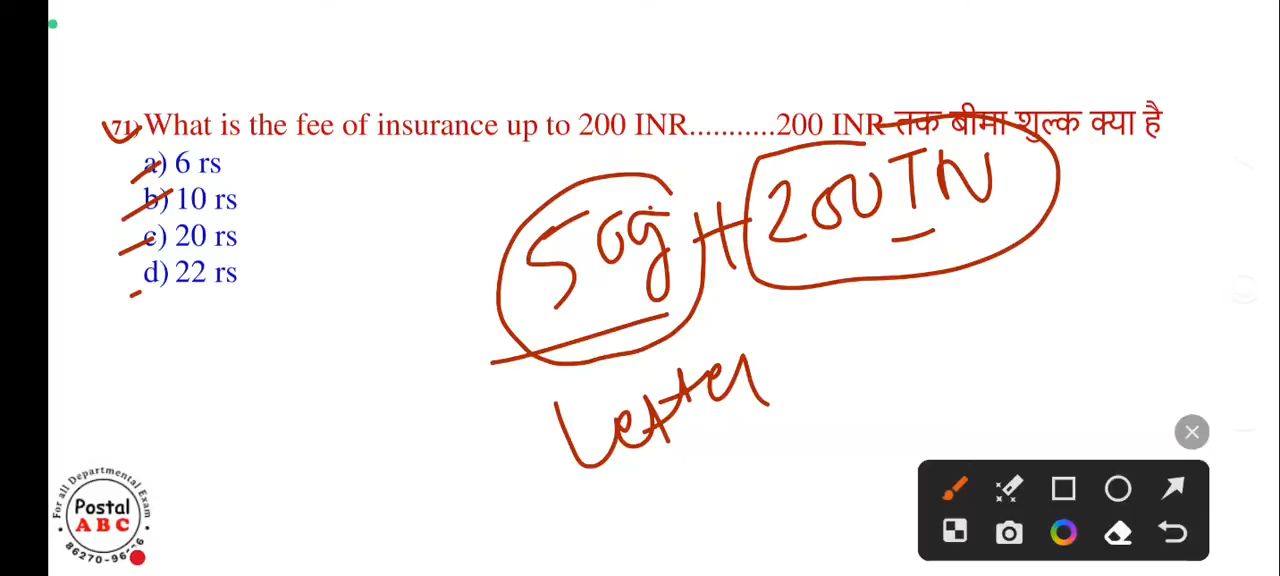 71) What is the fee of insurance up to 200 INR...........200 INR तक बीमा शुल्क क्या है
a) 6 rs
b) 10 rs
c) 20 rs
d) 22 rs
50g + 200 IN
Letter
For all Departmental Exam
Postal
A B C